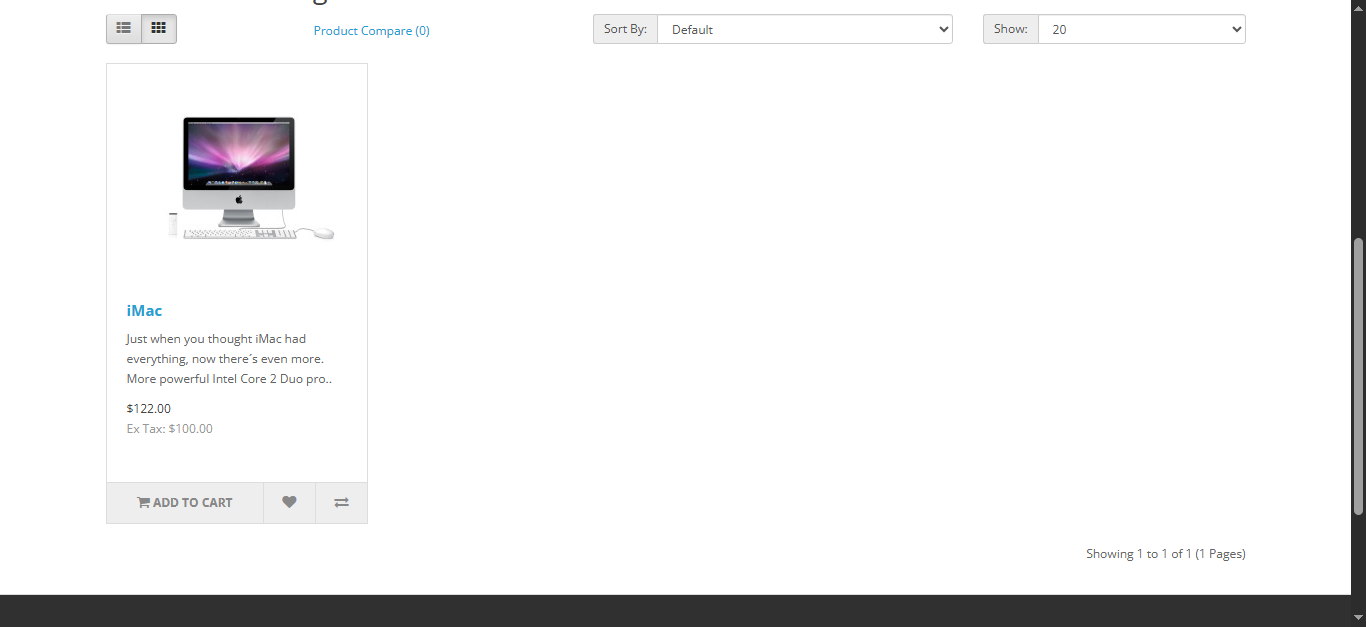 Product Compare (0)
Sort By:
Default
Show:
20
iMac
Just when you thought iMac had
everything, now there´s even more.
More powerful Intel Core 2 Duo pro..
$122.00
Ex Tax: $100.00
ADD TO CART
Showing 1 to 1 of 1 (1 Pages)